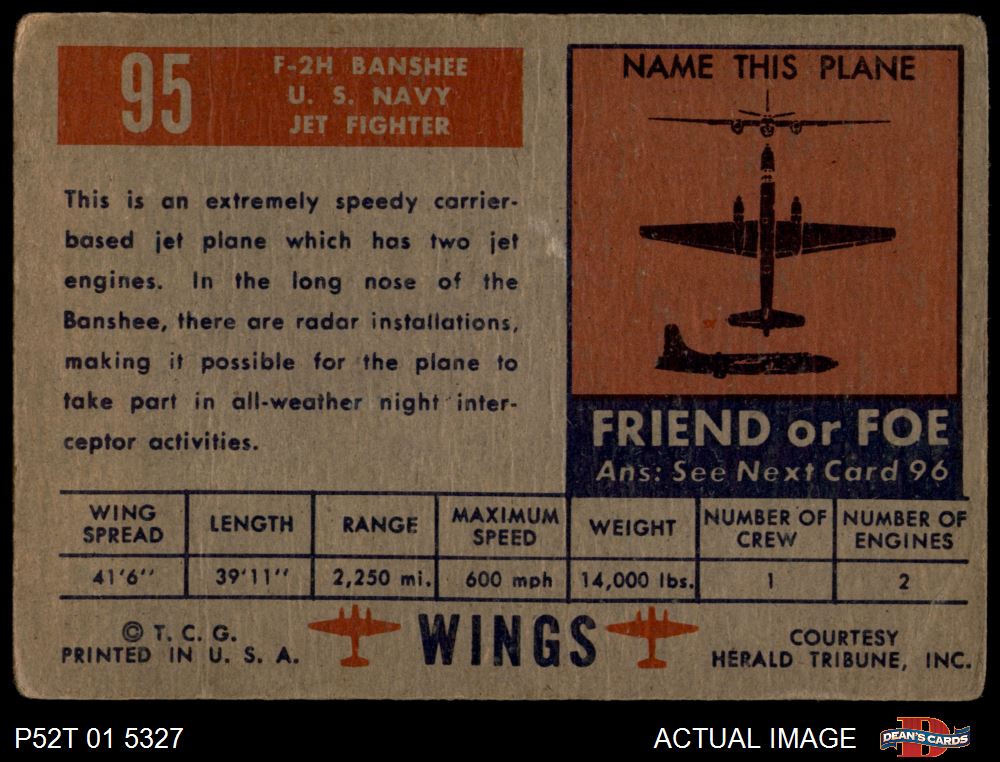 95
F-2H BANSHEE
U. S. NAVY
JET FIGHTER
This is an extremely speedy carrier-
based jet plane which has two jet
engines. In the long nose of the
Banshee, there are radar installations,
making it possible for the plane to
take part in all-weather night inter-
ceptor activities.
NAME THIS PLANE
FRIEND or FOE
Ans: See Next Card 96
WING SPREAD LENGTH RANGE MAXIMUM SPEED WEIGHT NUMBER OF CREW NUMBER OF ENGINES
41'6'' 39'11'' 2,250 mi. 600 mph 14,000 lbs. 1 2
© T. C. G.
PRINTED IN U. S. A.
WINGS
COURTESY
HERALD TRIBUNE, INC.
P52T 01 5327
ACTUAL IMAGE
D
DEAN'S CARDS